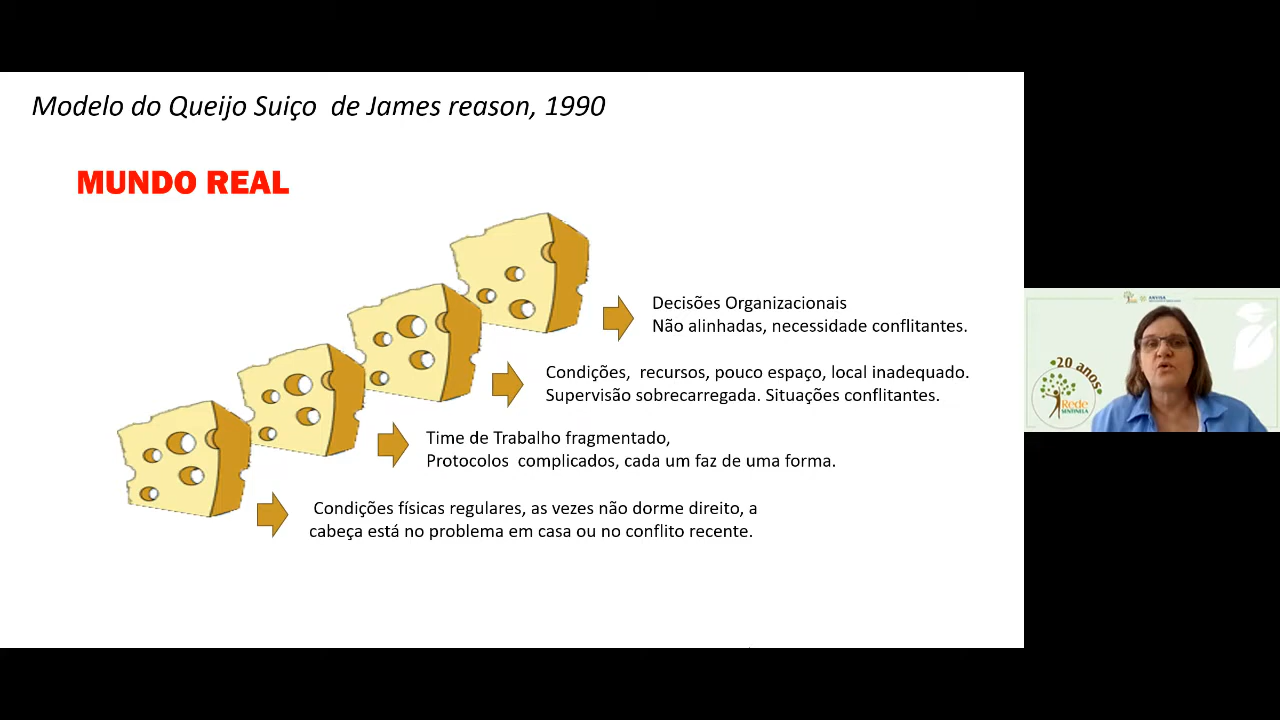 Modelo do Queijo Suiço de James reason, 1990
MUNDO REAL
Decisões Organizacionais
Não alinhadas, necessidade conflitantes.
Condições, recursos, pouco espaço, local inadequado.
Supervisão sobrecarregada. Situações conflitantes.
Time de Trabalho fragmentado,
Protocolos complicados, cada um faz de uma forma.
Condições físicas regulares, as vezes não dorme direito, a
cabeça está no problema em casa ou no conflito recente.
ANVISA
20 anos
Rede
SENTINELA